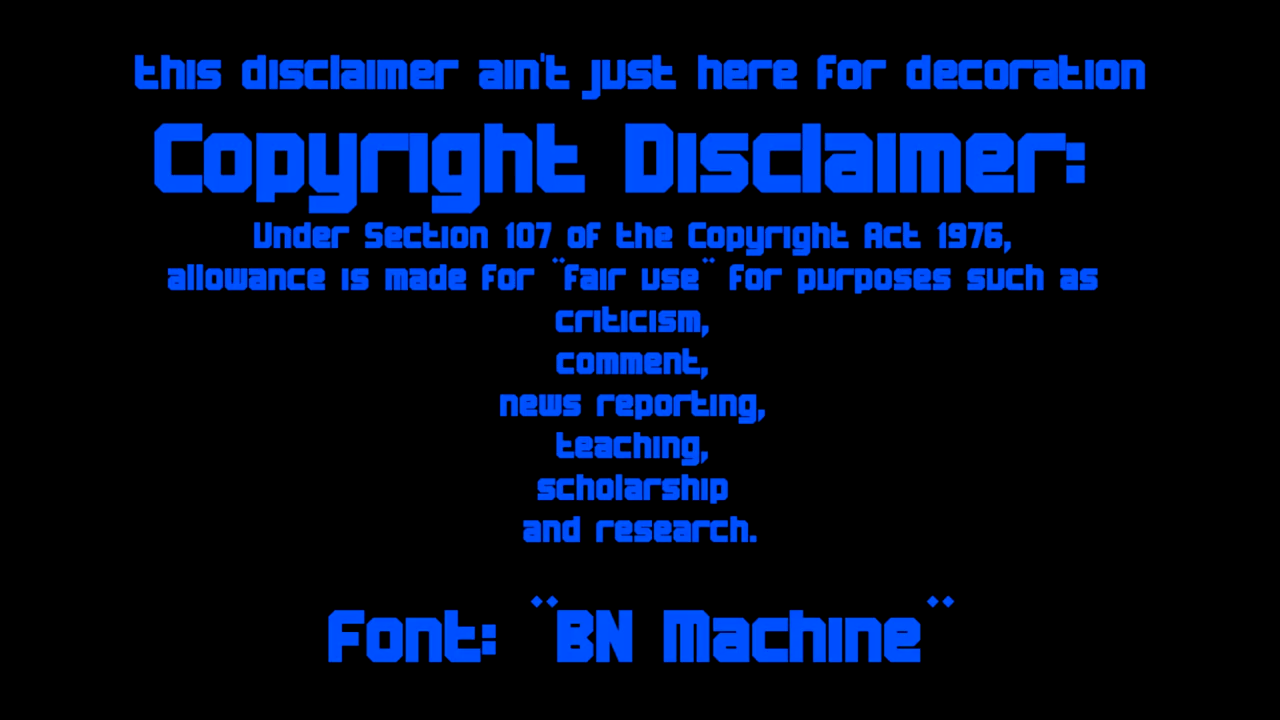 this disclaimer ain't just here for decoration
Copyright Disclaimer:
Under Section 107 of the Copyright Act 1976,
allowance is made for ¨fair use¨ for purposes such as
criticism,
comment,
news reporting,
teaching,
scholarship
and research.
Font: ¨BN Machine¨